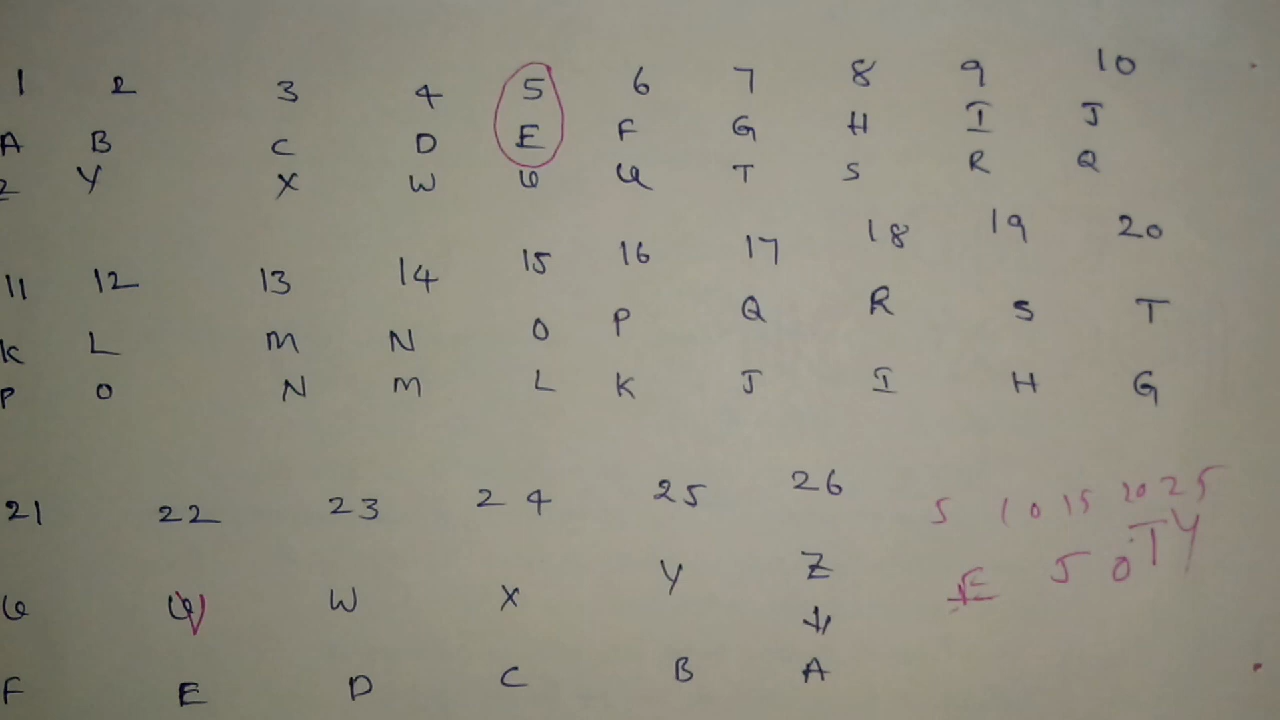 1 2 3 4 5 6 7 8 9 10
A B C D E F G H I J
Z Y X W U T S R Q
11 12 13 14 15 16 17 18 19 20
K L M N O P Q R S T
P O N M L K J I H G
21 22 23 24 25 26
V W X Y Z
F E D C B A
5 10 15 20 25
E J O T Y